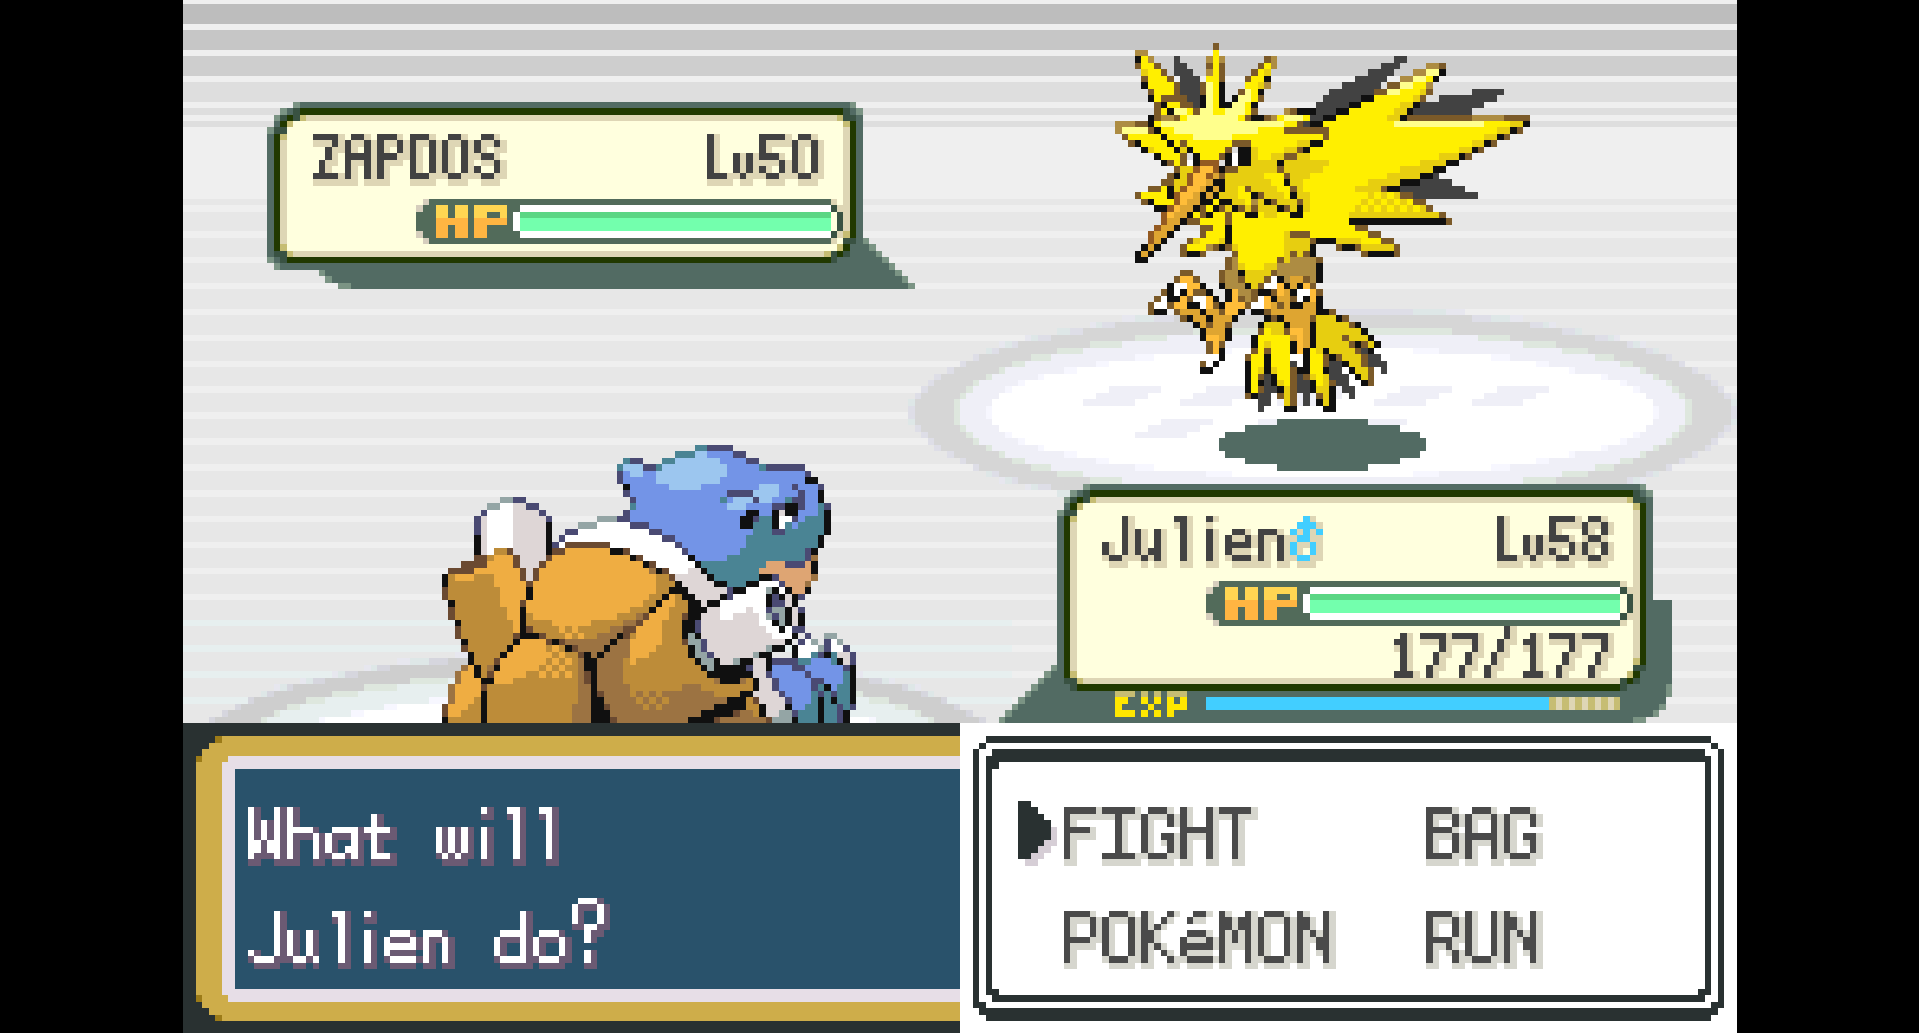 ZAPDOS Lv50
HP
Julien♂ Lv58
HP
177/177
EXP
What will
Julien do?
FIGHT BAG
POKéMON RUN